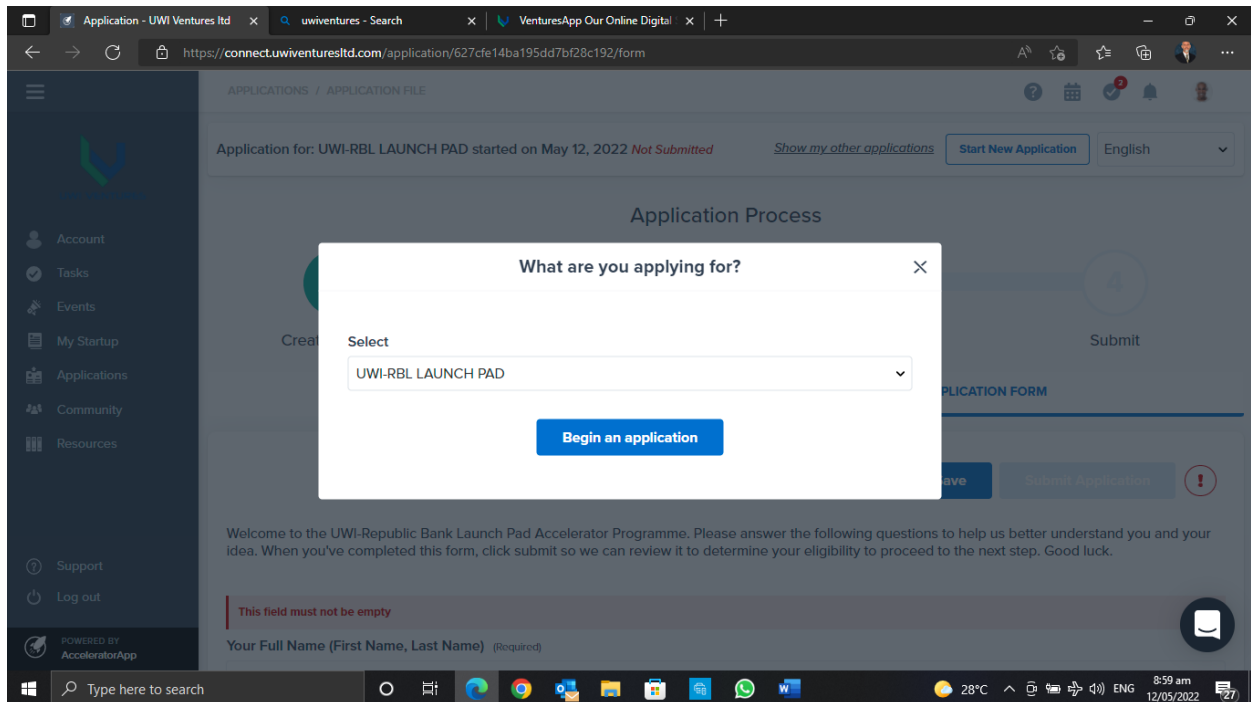 Application - UWI Ventures ltd
uwiventures - Search
VenturesApp Our Online Digital
https://connect.uwiventuresltd.com/application/627cfe14ba195dd7bf28c192/form
APPLICATIONS / APPLICATION FILE
2
Application for: UWI-RBL LAUNCH PAD started on May 12, 2022 Not Submitted
Show my other applications
Start New Application
English
Account
Tasks
Events
My Startup
Applications
Community
Resources
Support
Log out
POWERED BY
AcceleratorApp
Application Process
4
Creat
Submit
What are you applying for?
Select
UWI-RBL LAUNCH PAD
Begin an application
PLICATION FORM
ave
Submit Application
Welcome to the UWI-Republic Bank Launch Pad Accelerator Programme. Please answer the following questions to help us better understand you and your
idea. When you've completed this form, click submit so we can review it to determine your eligibility to proceed to the next step. Good luck.
This field must not be empty
Your Full Name (First Name, Last Name) (Required)
Type here to search
28°C
ENG
8:59 am
12/05/2022
27